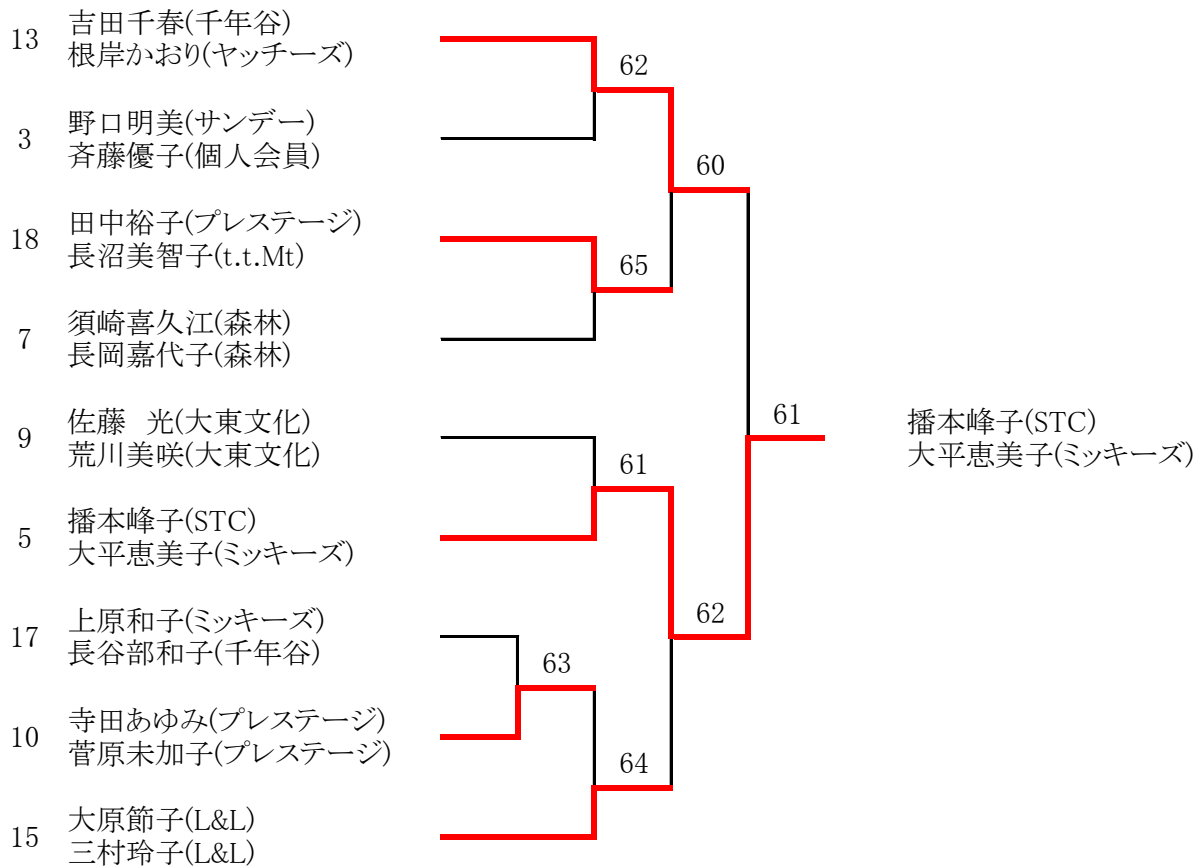 13
吉田千春(千年谷)
根岸かおり(ヤッチーズ)
62
3
野口明美(サンデー)
斉藤優子(個人会員)
60
18
田中裕子(プレステージ)
長沼美智子(t.t.Mt)
65
7
須崎喜久江(森林)
長岡嘉代子(森林)
9
佐藤　光(大東文化)
荒川美咲(大東文化)
61
61
播本峰子(STC)
大平恵美子(ミッキーズ)
5
播本峰子(STC)
大平恵美子(ミッキーズ)
17
上原和子(ミッキーズ)
長谷部和子(千年谷)
63
62
10
寺田あゆみ(プレステージ)
菅原未加子(プレステージ)
64
15
大原節子(L&L)
三村玲子(L&L)